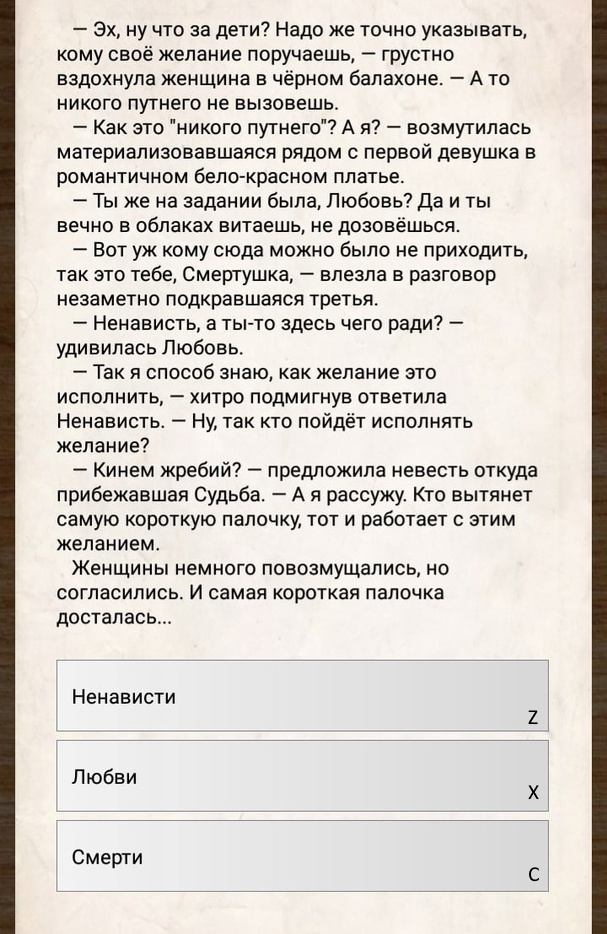 — Эх, ну что за дети? Надо же точно указывать,
кому своё желание поручаешь, — грустно
вздохнула женщина в чёрном балахоне. — А то
никого путнего не вызовешь.
— Как это "никого путнего"? А я? — возмутилась
материализовавшаяся рядом с первой девушка в
романтичном бело-красном платье.
— Ты же на задании была, Любовь? Да и ты
вечно в облаках витаешь, не дозовёшься.
— Вот уж кому сюда можно было не приходить,
так это тебе, Смертушка, — влезла в разговор
незаметно подкравшаяся третья.
— Ненависть, а ты-то здесь чего ради? —
удивилась Любовь.
— Так я способ знаю, как желание это
исполнить, — хитро подмигнув ответила
Ненависть. — Ну, так кто пойдёт исполнять
желание?
— Кинем жребий? — предложила невесть откуда
прибежавшая Судьба. — А я рассужу. Кто вытянет
самую короткую палочку, тот и работает с этим
желанием.
Женщины немного повозмущались, но
согласились. И самая короткая палочка
досталась...
Ненависти
Z
Любви
X
Смерти
C